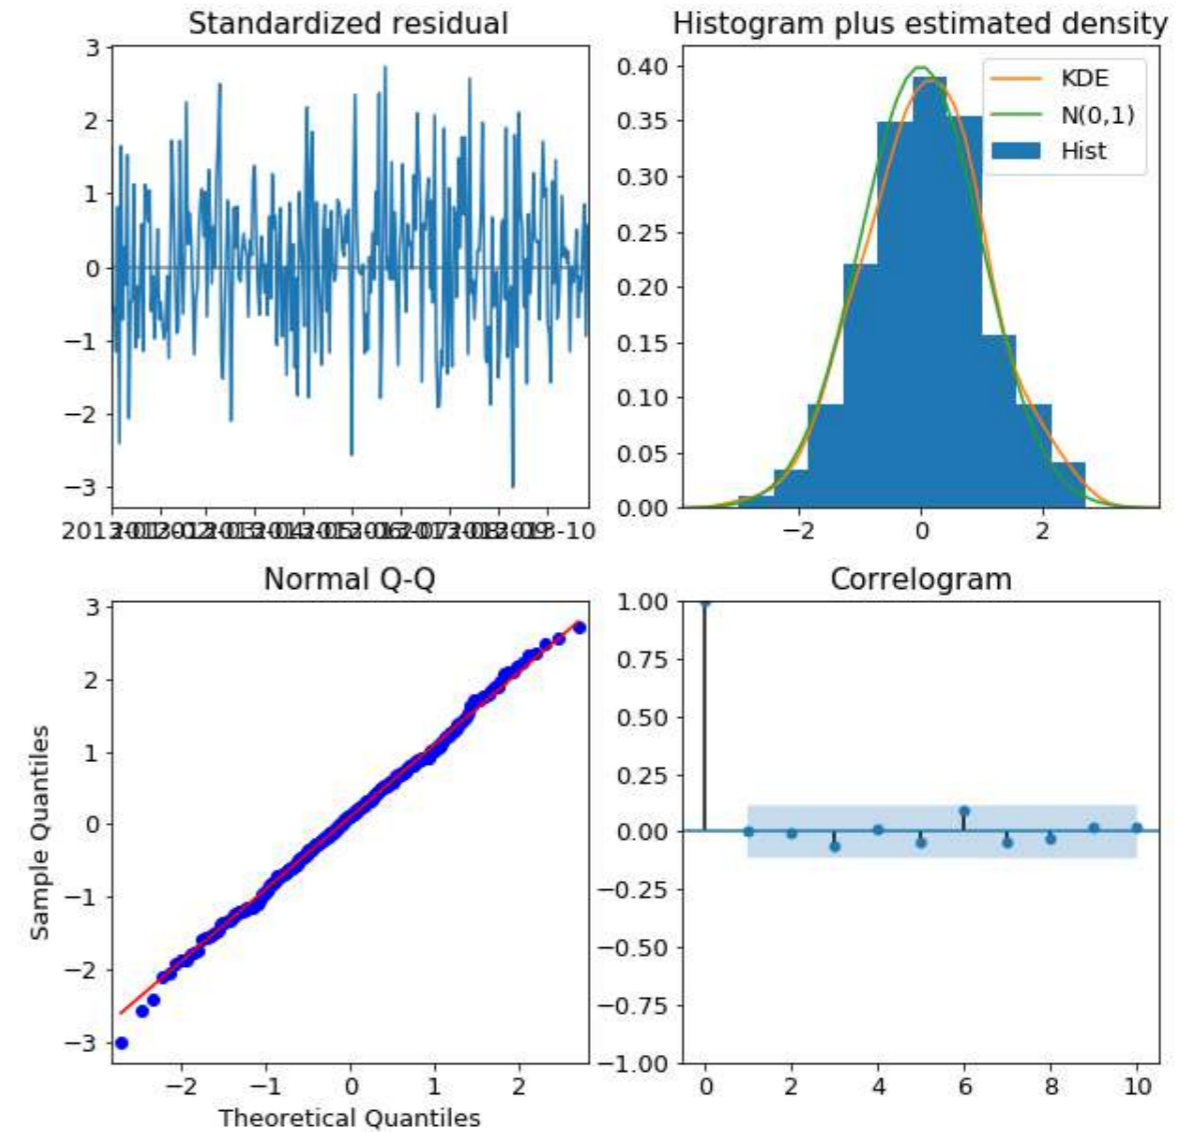 Standardized residual
3
2
1
0
−1
−2
−3
Histogram plus estimated density
0.40
0.35
0.30
0.25
0.20
0.15
0.10
0.05
0.00
−2 0 2
KDE
N(0,1)
Hist
Normal Q-Q
3
2
1
0
−1
−2
−3
Sample Quantiles
−2 −1 0 1 2
Theoretical Quantiles
Correlogram
1.00
0.75
0.50
0.25
0.00
−0.25
−0.50
−0.75
−1.00
0 2 4 6 8 10